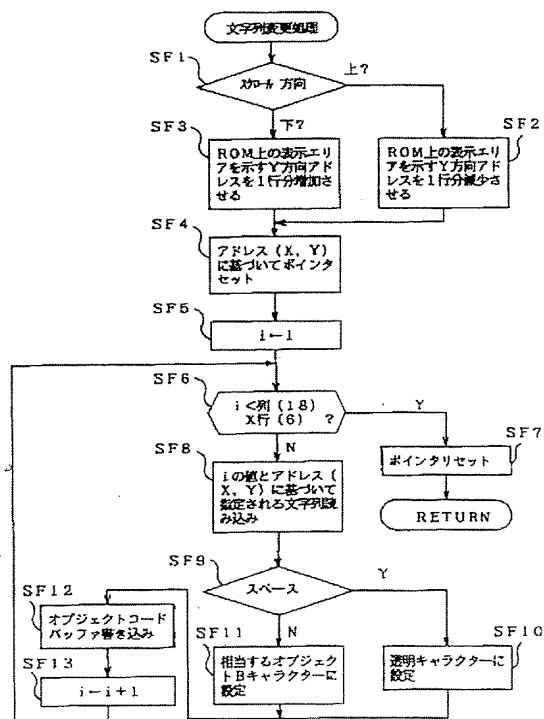 文字列変更処理
SF1
スクロール 方向
上?
下?
SF3
ROM上の表示エリ
アを示すY方向アド
レスを1行分増加さ
せる
SF2
ROM上の表示エリ
アを示すY方向アド
レスを1行分減少さ
せる
SF4
アドレス(X, Y)
に基づいてポインタ
セット
SF5
i←1
SF6
i<列(18)
X行(6) ?
Y
N
SF7
ポインタリセット
RETURN
SF8
iの値とアドレス(
X, Y)に基づいて
指定される文字列読
み込み
SF9
スペース
Y
N
SF12
オブジェクトコード
バッファ書き込み
SF11
相当するオブジェク
トBキャラクターに
設定
SF10
透明キャラクターに
設定
SF13
i←i+1